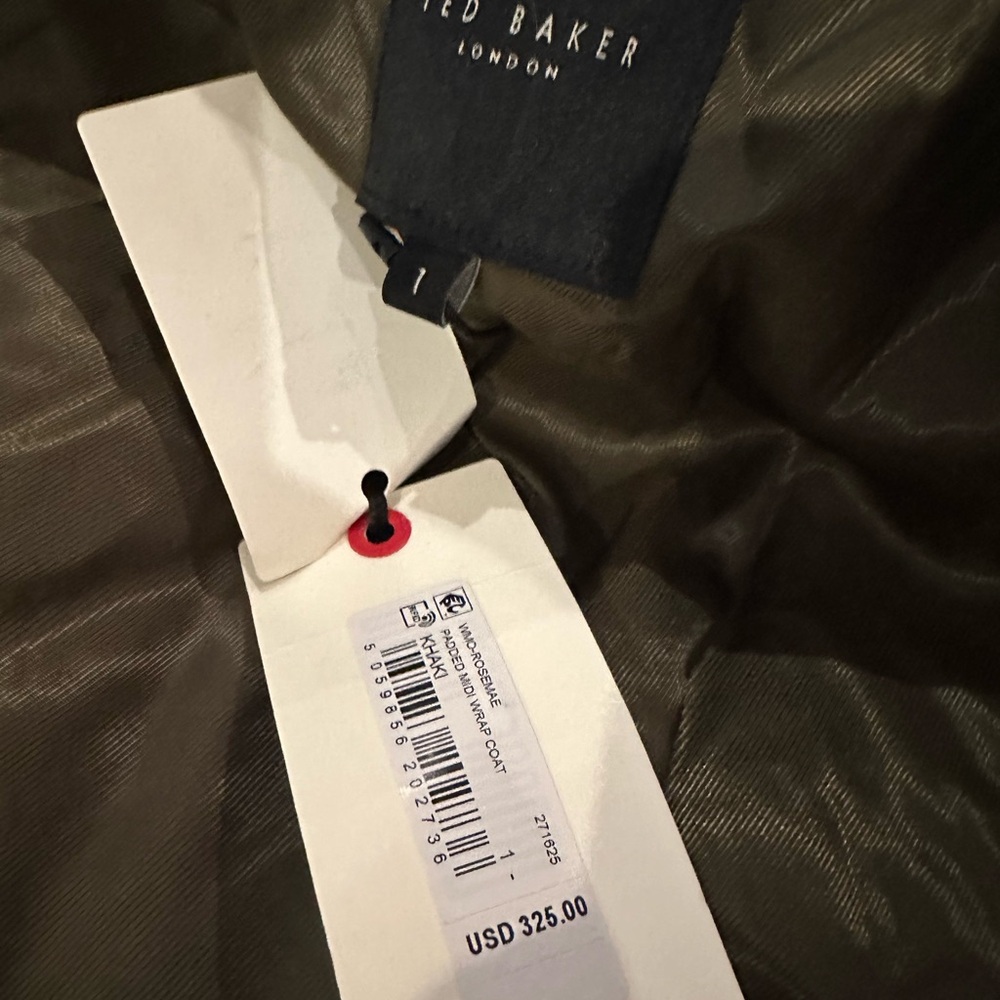 TED BAKER
LONDON
1
RFID
WMO-ROSEMAE
PADDED MIDI WRAP COAT
KHAKI
5 059856 202736
271625
1 -
USD 325.00